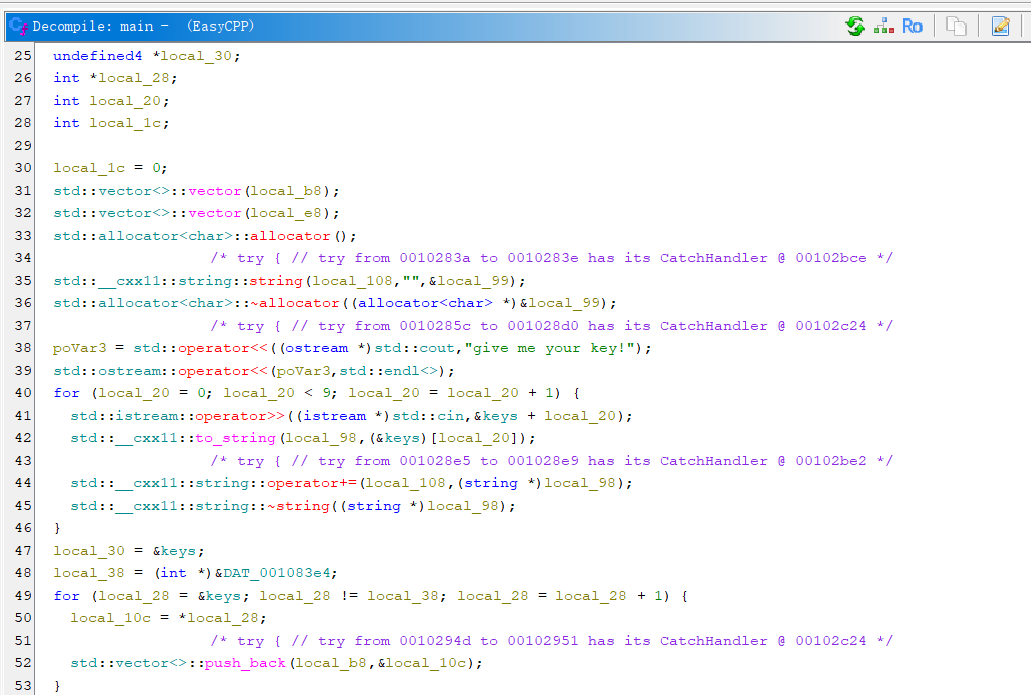 Decompile: main - (EasyCPP)
Ro
25 undefined4 *local_30;
26 int *local_28;
27 int local_20;
28 int local_1c;
29
30 local_1c = 0;
31 std::vector<>::vector(local_b8);
32 std::vector<>::vector(local_e8);
33 std::allocator<char>::allocator();
34 /* try { // try from 0010283a to 0010283e has its CatchHandler @ 00102bce */
35 std::__cxx11::string::string(local_108,"",&local_99);
36 std::allocator<char>::~allocator((allocator<char> *)&local_99);
37 /* try { // try from 0010285c to 001028d0 has its CatchHandler @ 00102c24 */
38 poVar3 = std::operator<<((ostream *)std::cout,"give me your key!");
39 std::ostream::operator<<(poVar3,std::endl<>);
40 for (local_20 = 0; local_20 < 9; local_20 = local_20 + 1) {
41 std::istream::operator>>((istream *)std::cin,&keys + local_20);
42 std::__cxx11::to_string(local_98,(&keys)[local_20]);
43 /* try { // try from 001028e5 to 001028e9 has its CatchHandler @ 00102be2 */
44 std::__cxx11::string::operator+=(local_108,(string *)local_98);
45 std::__cxx11::string::~string((string *)local_98);
46 }
47 local_30 = &keys;
48 local_38 = (int *)&DAT_001083e4;
49 for (local_28 = &keys; local_28 != local_38; local_28 = local_28 + 1) {
50 local_10c = *local_28;
51 /* try { // try from 0010294d to 00102951 has its CatchHandler @ 00102c24 */
52 std::vector<>::push_back(local_b8,&local_10c);
53 }